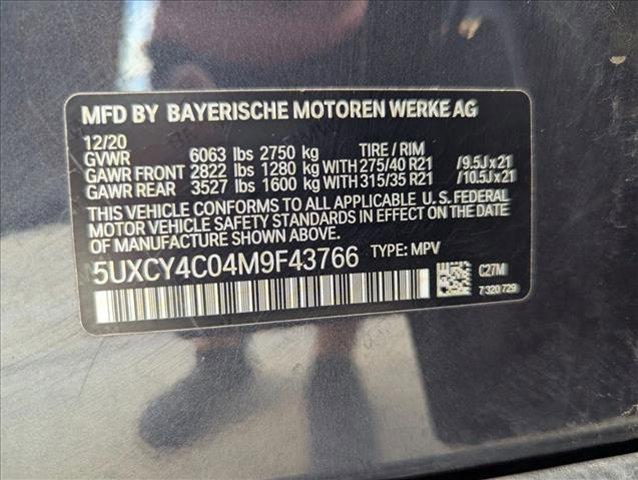 MFD BY BAYERISCHE MOTOREN WERKE AG
12/20
GVWR 6063 lbs 2750 kg TIRE / RIM
GAWR FRONT 2822 lbs 1280 kg WITH 275/40 R21 /9.5J x 21
GAWR REAR 3527 lbs 1600 kg WITH 315/35 R21 /10.5J x 21
THIS VEHICLE CONFORMS TO ALL APPLICABLE U. S. FEDERAL
MOTOR VEHICLE SAFETY STANDARDS IN EFFECT ON THE DATE
OF MANUFACTURE SHOWN ABOVE.
5UXCY4C04M9F43766 TYPE: MPV
C27M
7 320 729